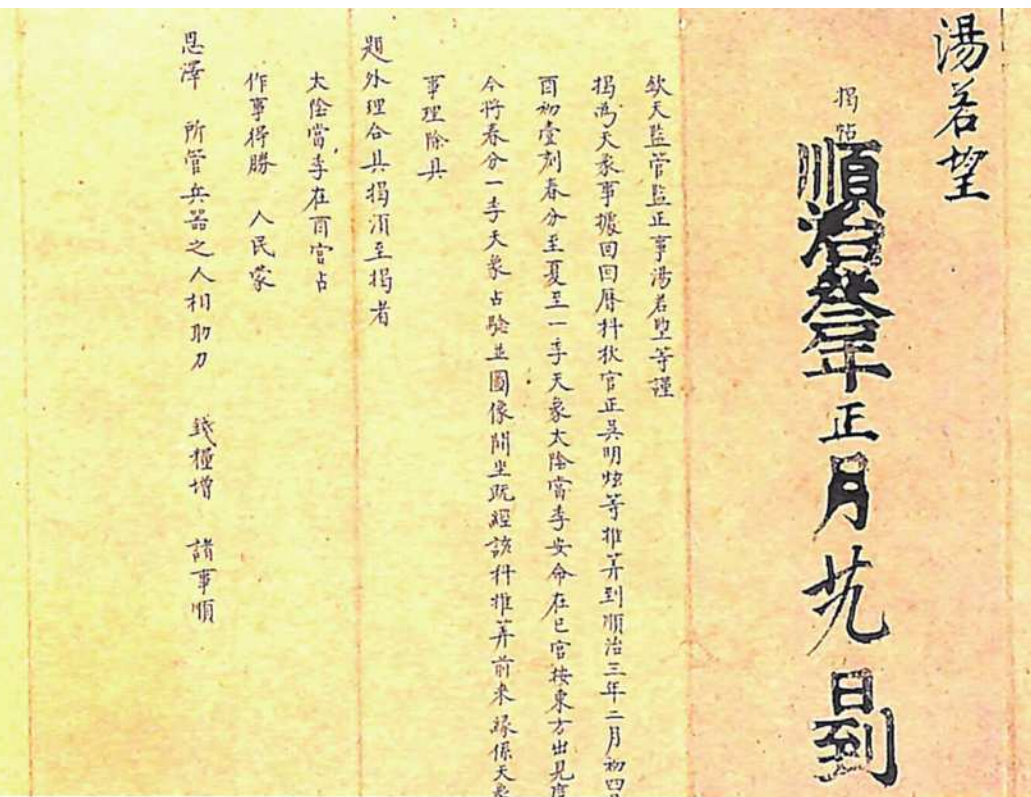 湯若望
揭帖
順治叁年正月廿九日到
欽天監管監正事湯若望等謹
揭為天象事據回回曆科秋官正吳明炫等推算到順治三年二月初四日
酉初壹刻春分至夏至一季天象太陰當季安命在巳宮按東方出見度
今將春分一季天象占驗並圖像開坐既經該科推算前來緣係天象
事理除具
題外理合具揭須至揭者
太陰當季在酉宮占
作事得勝 人民蒙
恩澤 所管兵器之人相助力 錢糧增 諸事順